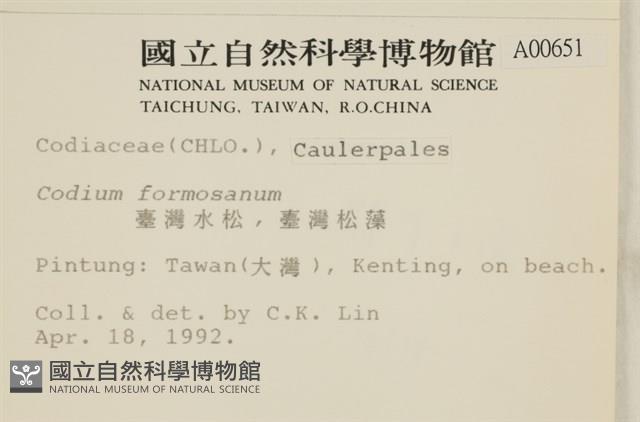 國立自然科學博物館 A00651
NATIONAL MUSEUM OF NATURAL SCIENCE
TAICHUNG, TAIWAN, R.O.CHINA
Codiaceae(CHLO.), Caulerpales
Codium formosanum
臺灣水松, 臺灣松藻
Pintung: Tawan(大灣), Kenting, on beach.
Coll. & det. by C.K. Lin
Apr. 18, 1992.
國立自然科學博物館
NATIONAL MUSEUM OF NATURAL SCIENCE